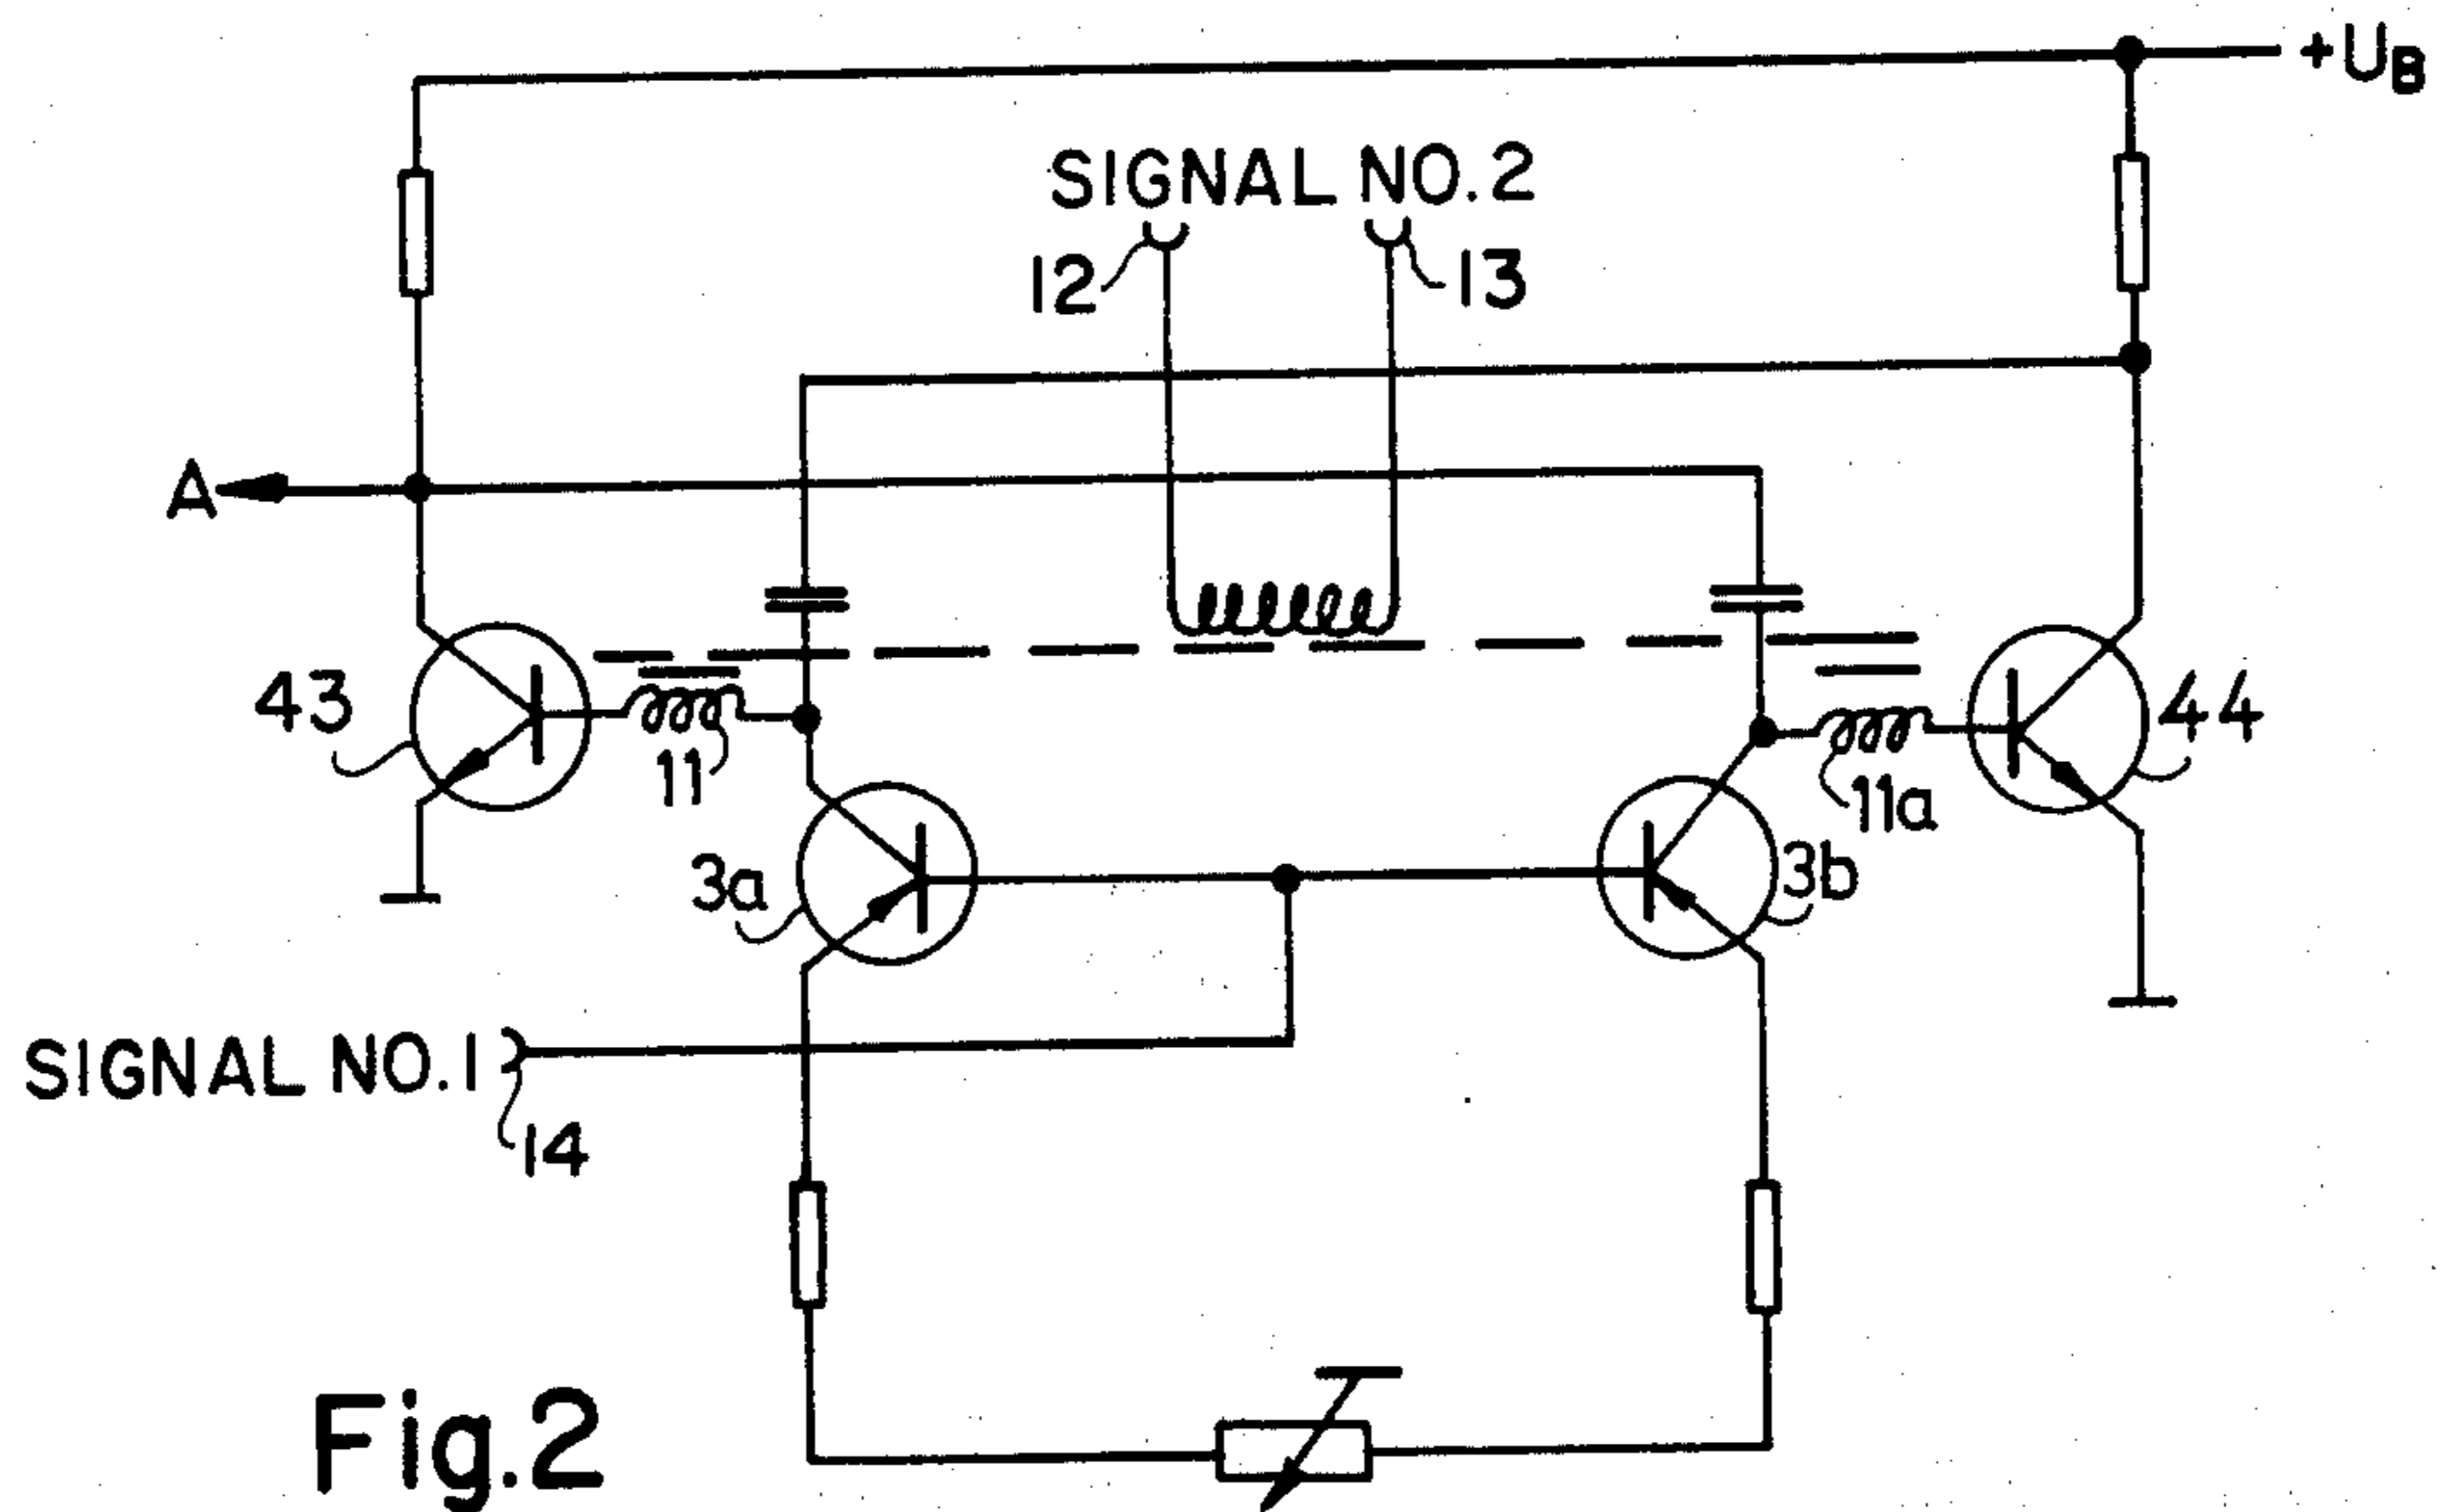 +UB
SIGNAL NO.2
12
13
A
43
11
11a
44
3a
3b
SIGNAL NO.1
14
Fig.2